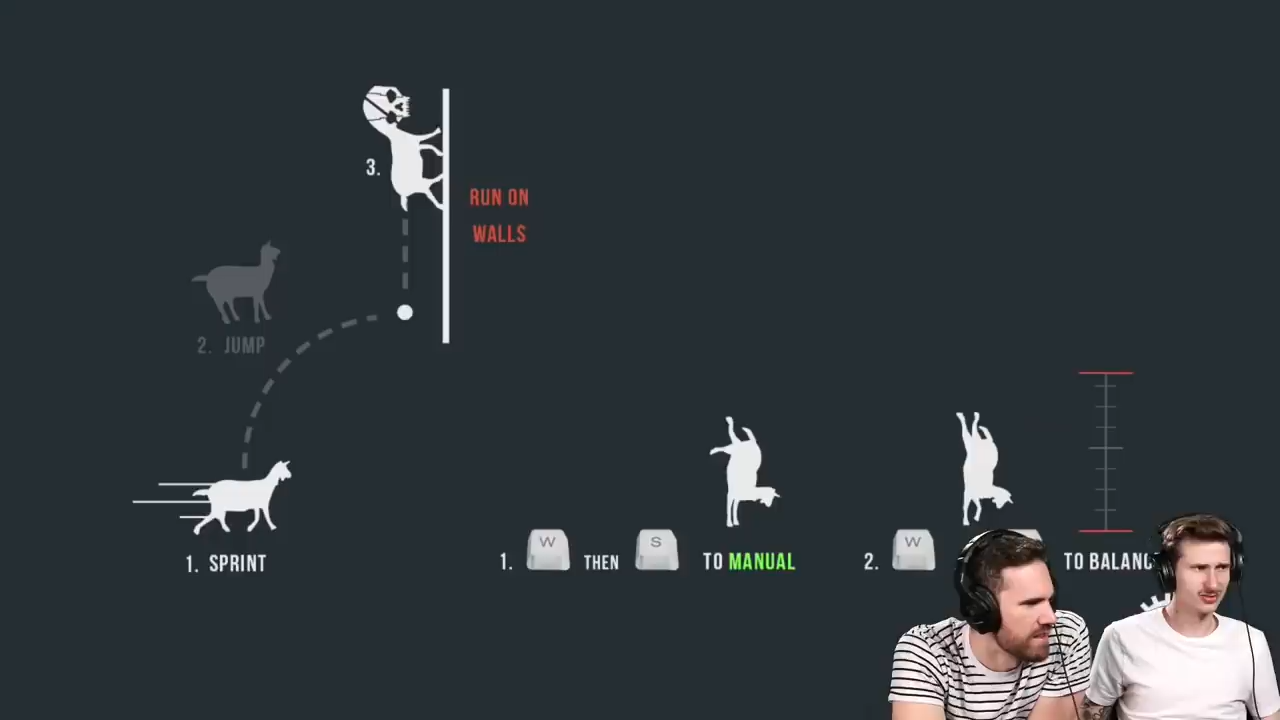 3.
RUN ON
WALLS
2. JUMP
1. SPRINT
1. W THEN S TO MANUAL
2. W TO BALANC